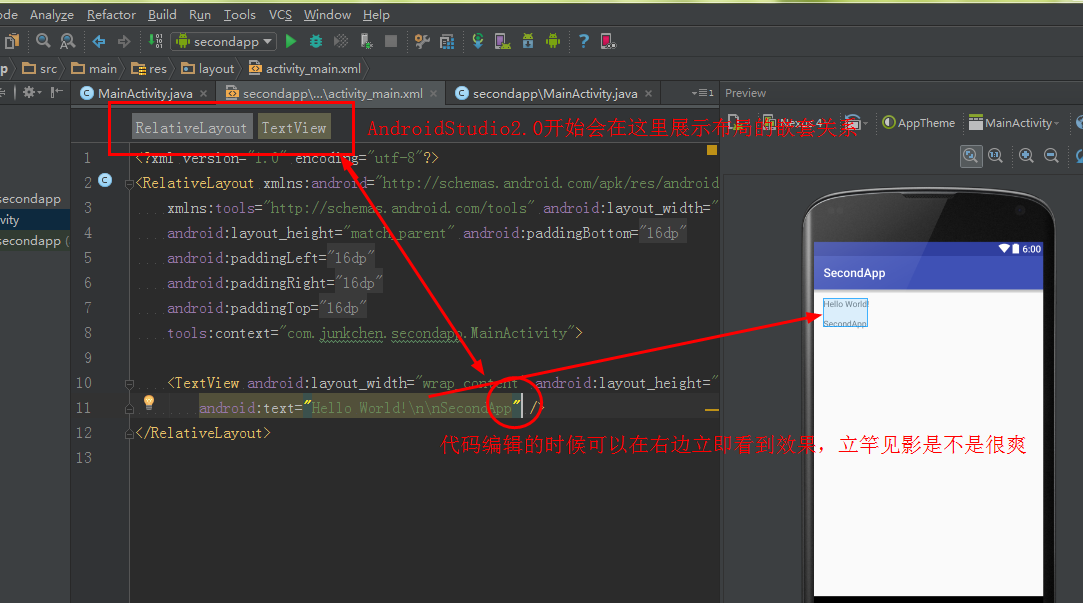 ode Analyze Refactor Build Run Tools VCS Window Help
secondapp
p src main res layout activity_main.xml
MainActivity.java secondapp\...\activity_main.xml secondapp\MainActivity.java 1 Preview
RelativeLayout TextView
AndroidStudio2.0开始会在这里展示布局的嵌套关系
Nexus 4 AppTheme MainActivity
1 <?xml version="1.0" encoding="utf-8"?>
2 <RelativeLayout xmlns:android="http://schemas.android.com/apk/res/android
3 xmlns:tools="http://schemas.android.com/tools" android:layout_width="
4 android:layout_height="match_parent" android:paddingBottom="16dp"
5 android:paddingLeft="16dp"
6 android:paddingRight="16dp"
7 android:paddingTop="16dp"
8 tools:context="com.junkchen.secondapp.MainActivity">
9
10 <TextView android:layout_width="wrap_content" android:layout_height="
11 android:text="Hello World!\n\nSecondApp" />
12 </RelativeLayout>
13
secondapp
vity
secondapp (
代码编辑的时候可以在右边立即看到效果，立竿见影是不是很爽
1:1
6:00
SecondApp
Hello World!
SecondApp